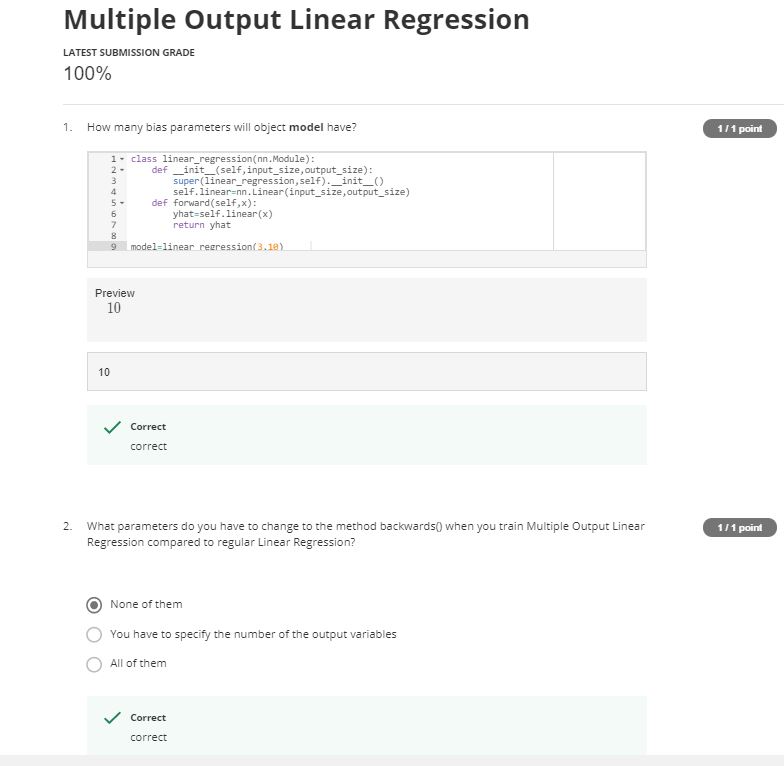 Multiple Output Linear Regression
LATEST SUBMISSION GRADE
100%
1. How many bias parameters will object model have?
1 / 1 point
1 class linear_regression(nn.Module):
2 def __init__(self,input_size,output_size):
3 super(linear_regression,self).__init__()
4 self.linear=nn.Linear(input_size,output_size)
5 def forward(self,x):
6 yhat=self.linear(x)
7 return yhat
8
9 model=linear_regression(3,10)
Preview
10
10
Correct
correct
2. What parameters do you have to change to the method backwards() when you train Multiple Output Linear
Regression compared to regular Linear Regression?
1 / 1 point
None of them
You have to specify the number of the output variables
All of them
Correct
correct